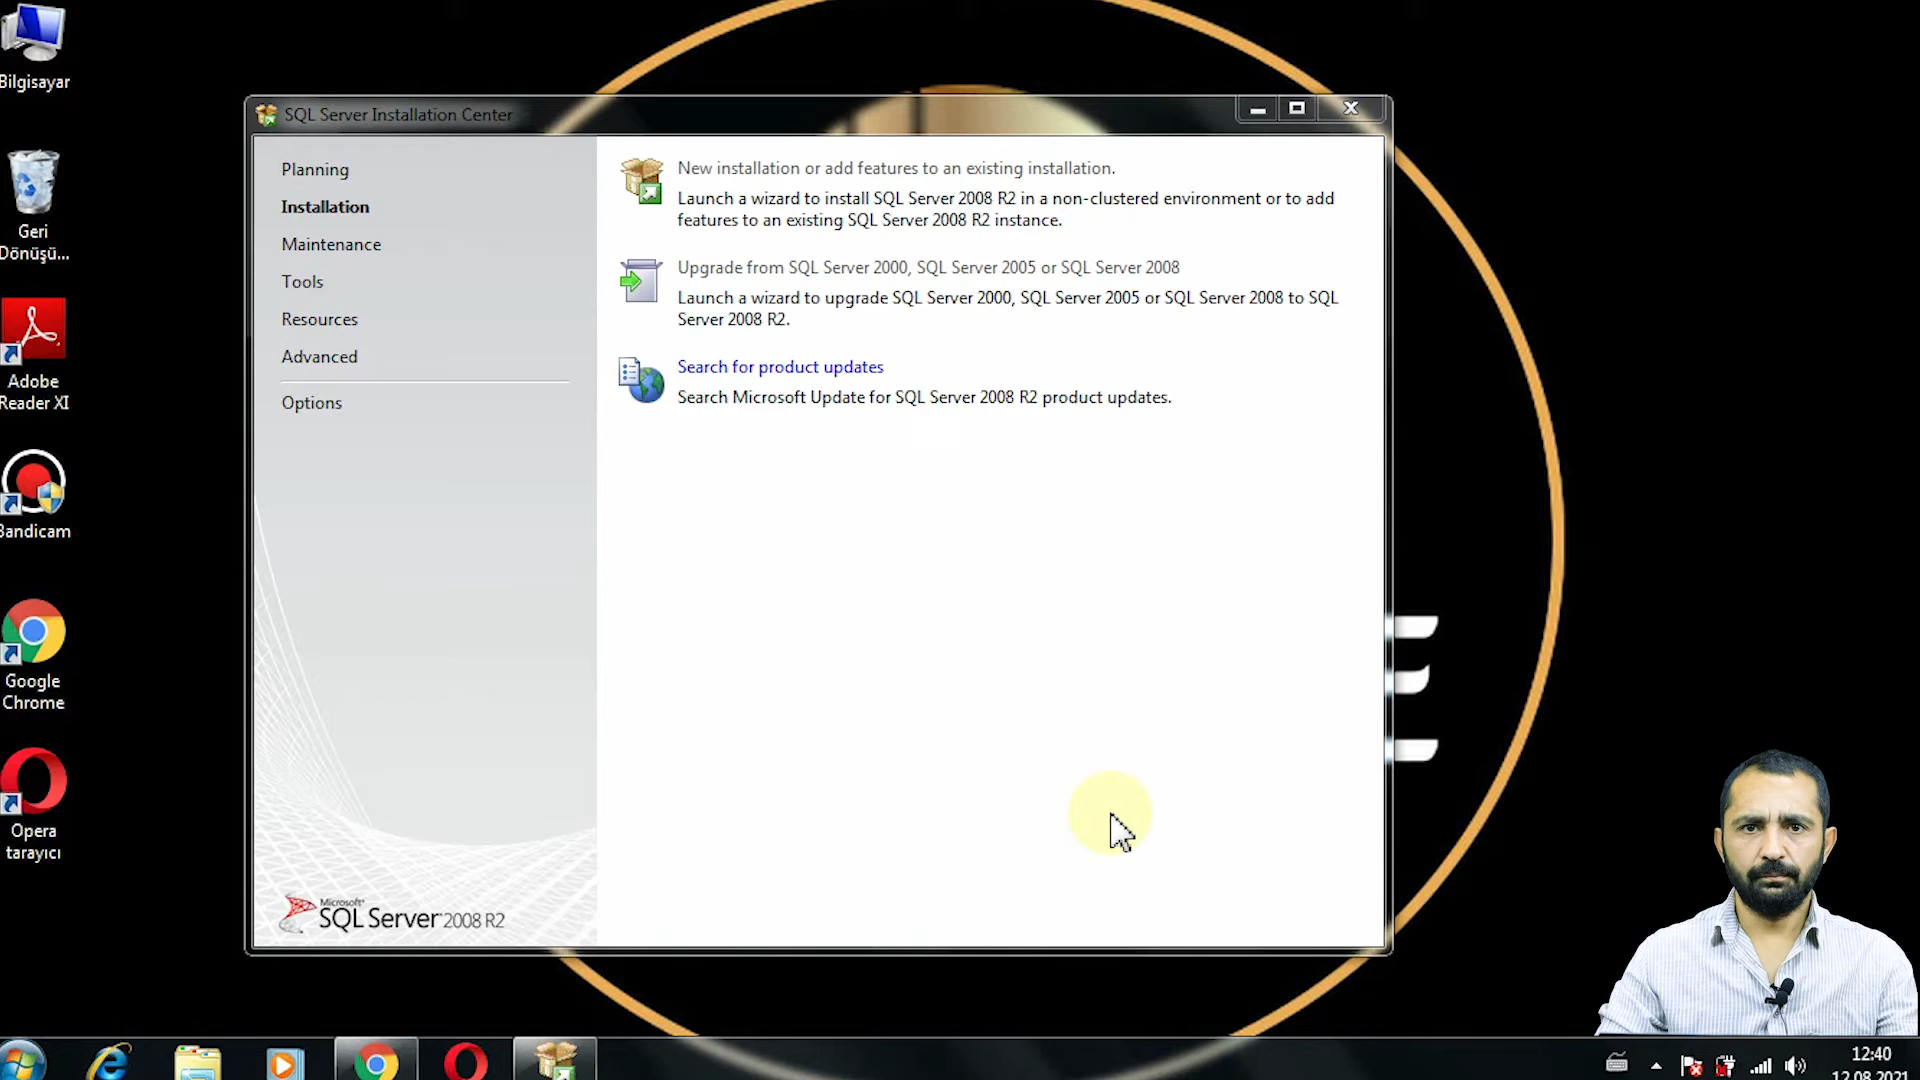 Bilgisayar
Geri
Dönüşü...
Adobe
Reader XI
Bandicam
Google
Chrome
Opera
tarayıcı
SQL Server Installation Center
Planning
Installation
Maintenance
Tools
Resources
Advanced
Options
Microsoft
SQL Server 2008 R2
New installation or add features to an existing installation.
Launch a wizard to install SQL Server 2008 R2 in a non-clustered environment or to add
features to an existing SQL Server 2008 R2 instance.
Upgrade from SQL Server 2000, SQL Server 2005 or SQL Server 2008
Launch a wizard to upgrade SQL Server 2000, SQL Server 2005 or SQL Server 2008 to SQL
Server 2008 R2.
Search for product updates
Search Microsoft Update for SQL Server 2008 R2 product updates.
E
12:40
12.08.2021